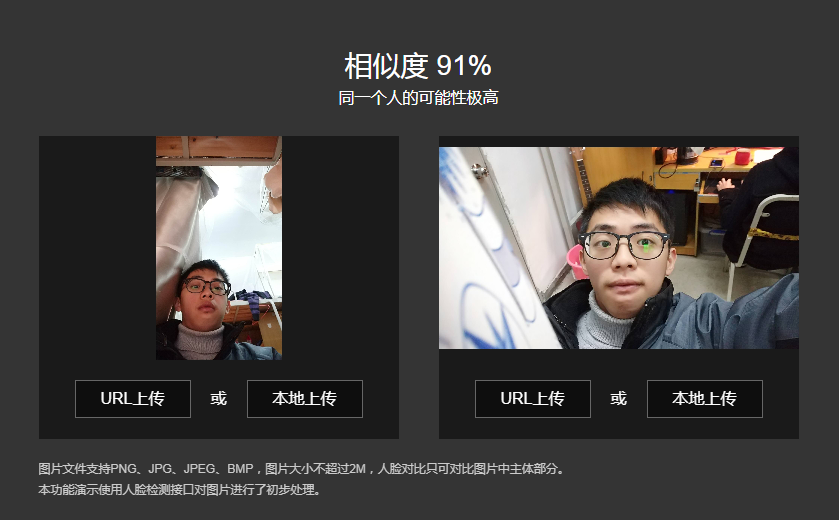 相似度 91%
同一个人的可能性极高
URL上传 或 本地上传
URL上传 或 本地上传
图片文件支持PNG、JPG、JPEG、BMP，图片大小不超过2M，人脸对比只可对比图片中主体部分。
本功能演示使用人脸检测接口对图片进行了初步处理。